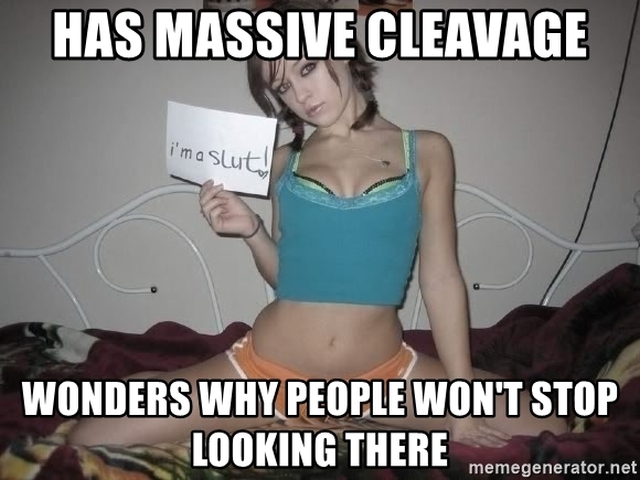 HAS MASSIVE CLEAVAGE
i'm a slut!
WONDERS WHY PEOPLE WON'T STOP
LOOKING THERE
memegenerator.net